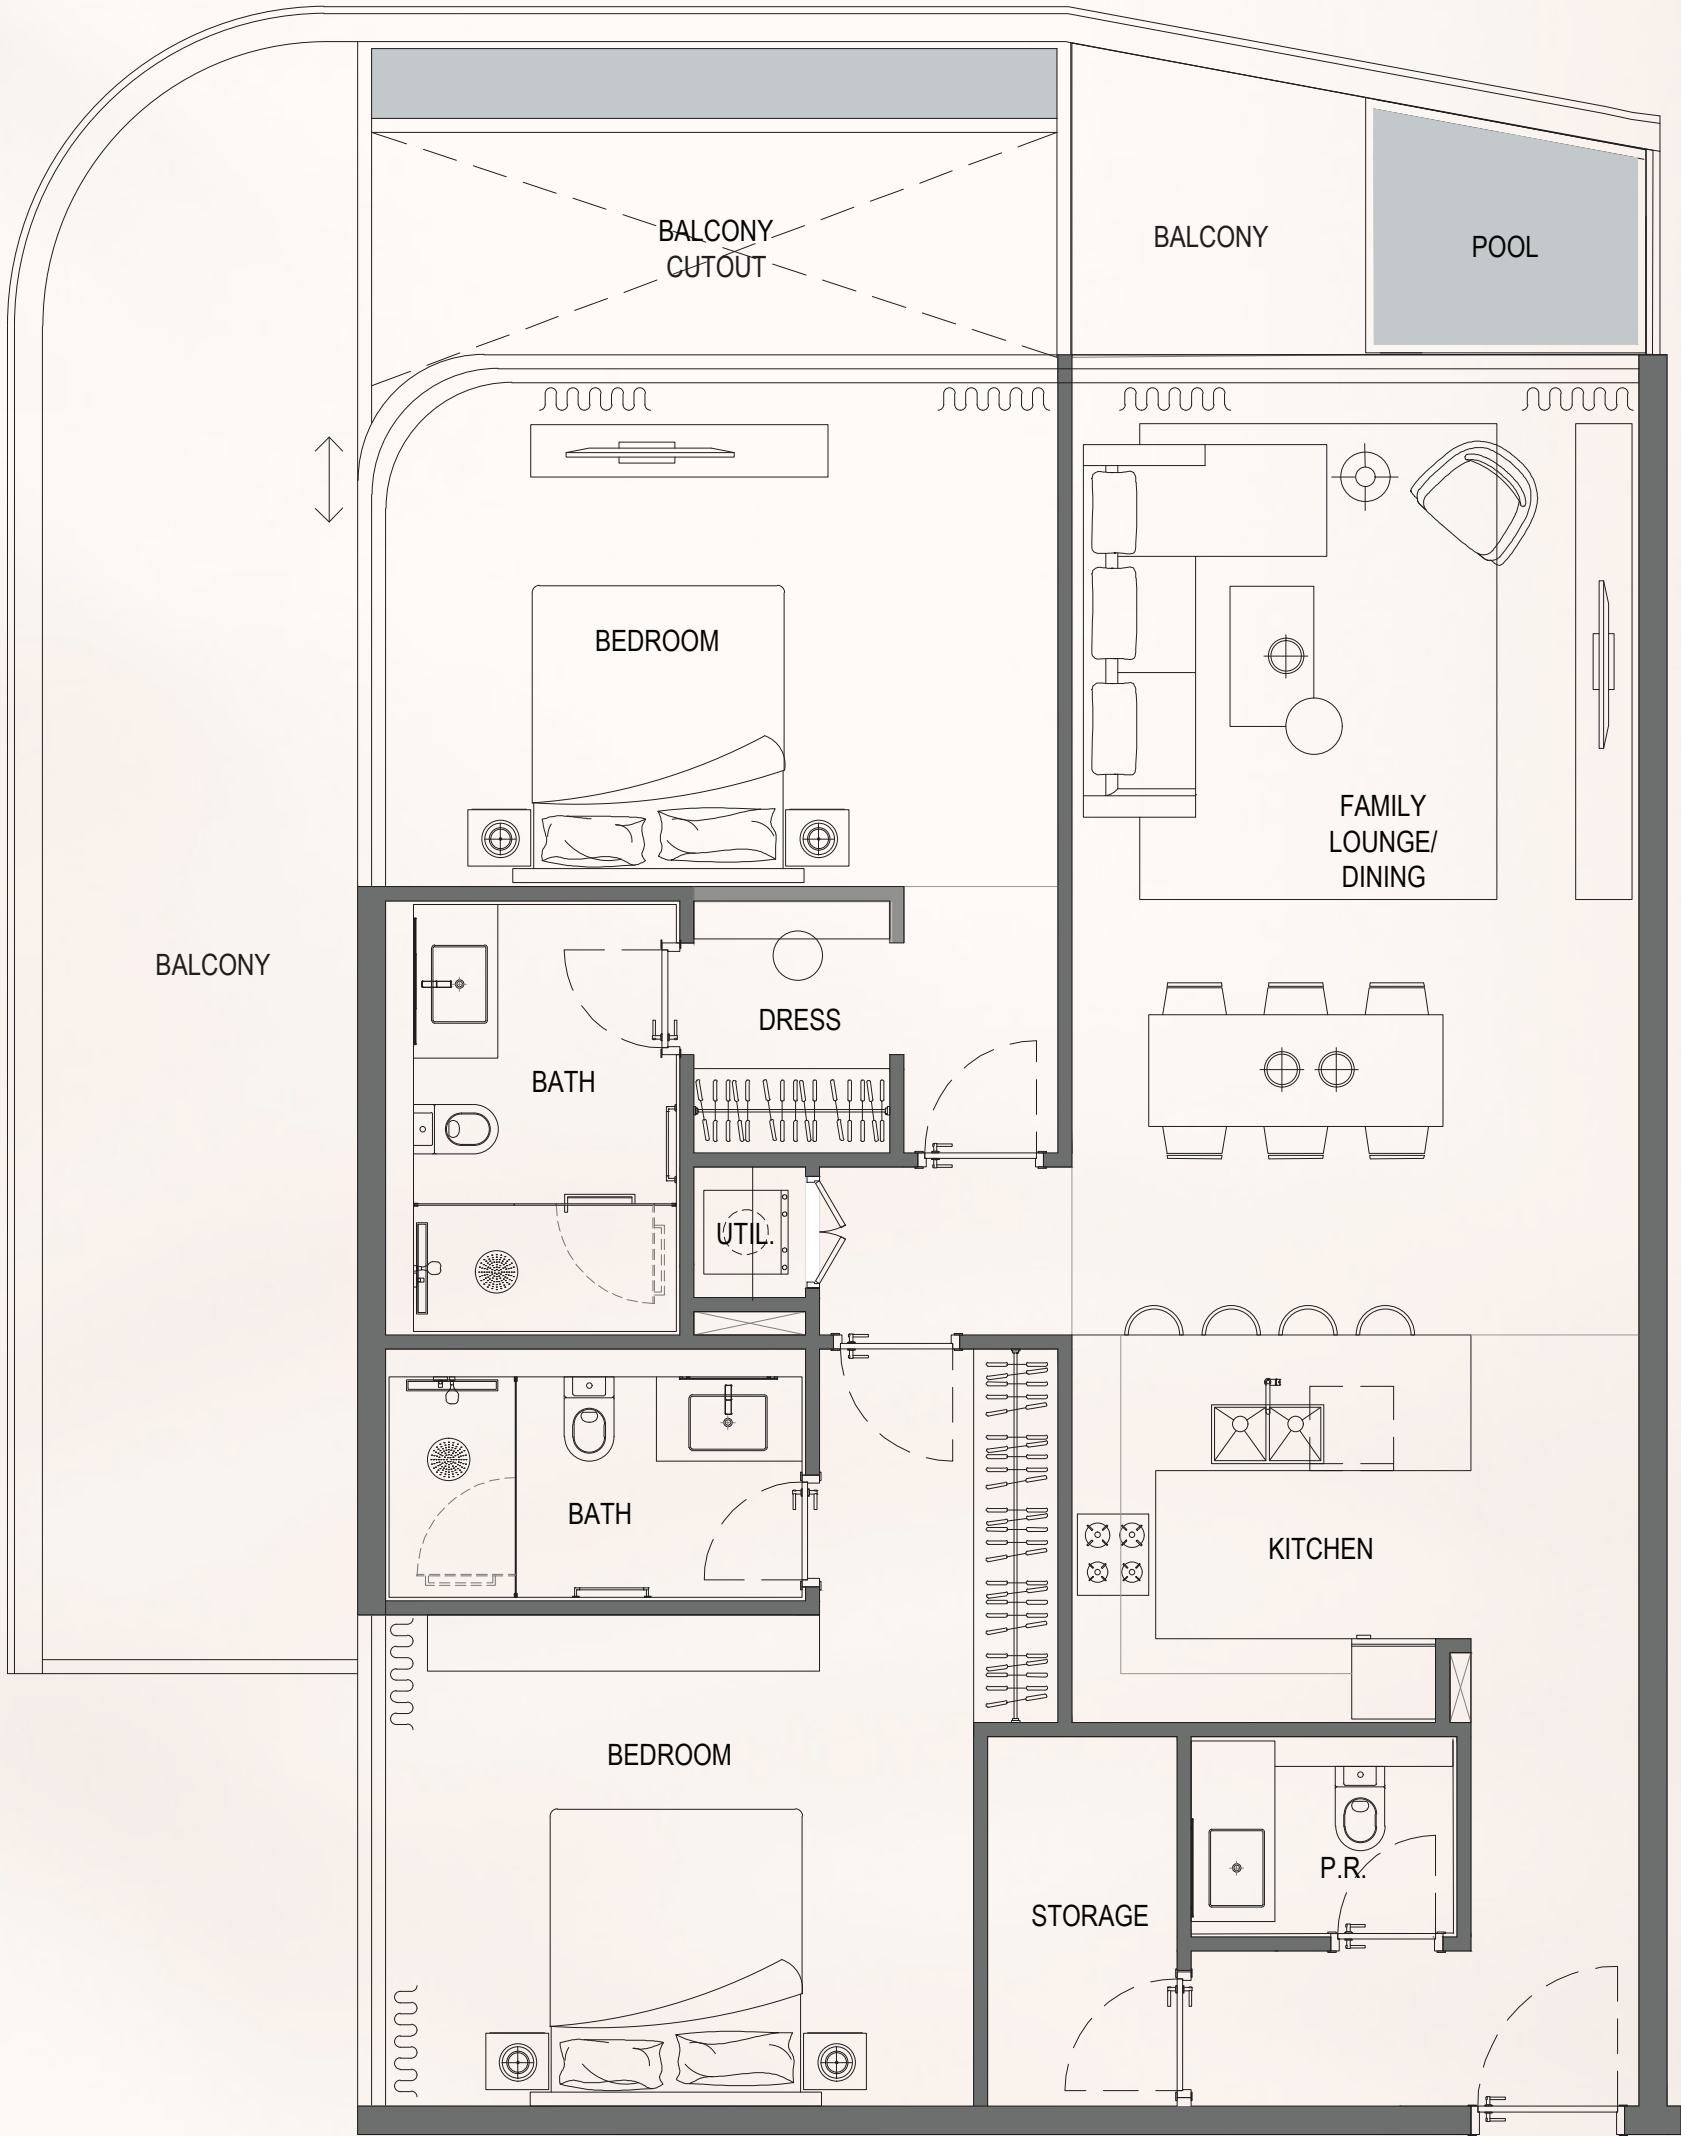 BALCONY
CUTOUT
BALCONY
POOL
BEDROOM
FAMILY
LOUNGE/
DINING
BALCONY
DRESS
BATH
UTIL.
BATH
KITCHEN
BEDROOM
P.R.
STORAGE